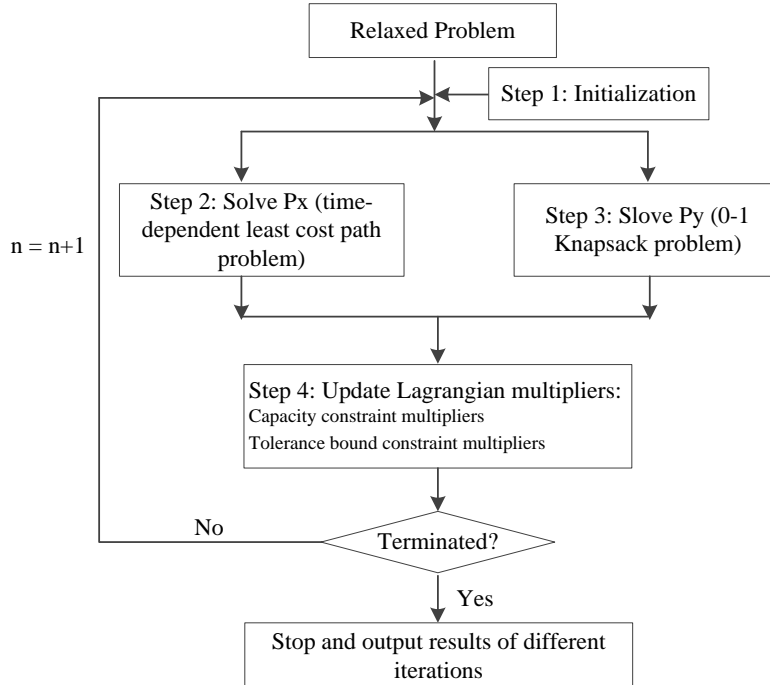 Relaxed Problem
Step 1: Initialization
Step 2: Solve Px (time-
dependent least cost path
problem)
Step 3: Slove Py (0-1
Knapsack problem)
n = n+1
Step 4: Update Lagrangian multipliers:
Capacity constraint multipliers
Tolerance bound constraint multipliers
No
Terminated?
Yes
Stop and output results of different
iterations